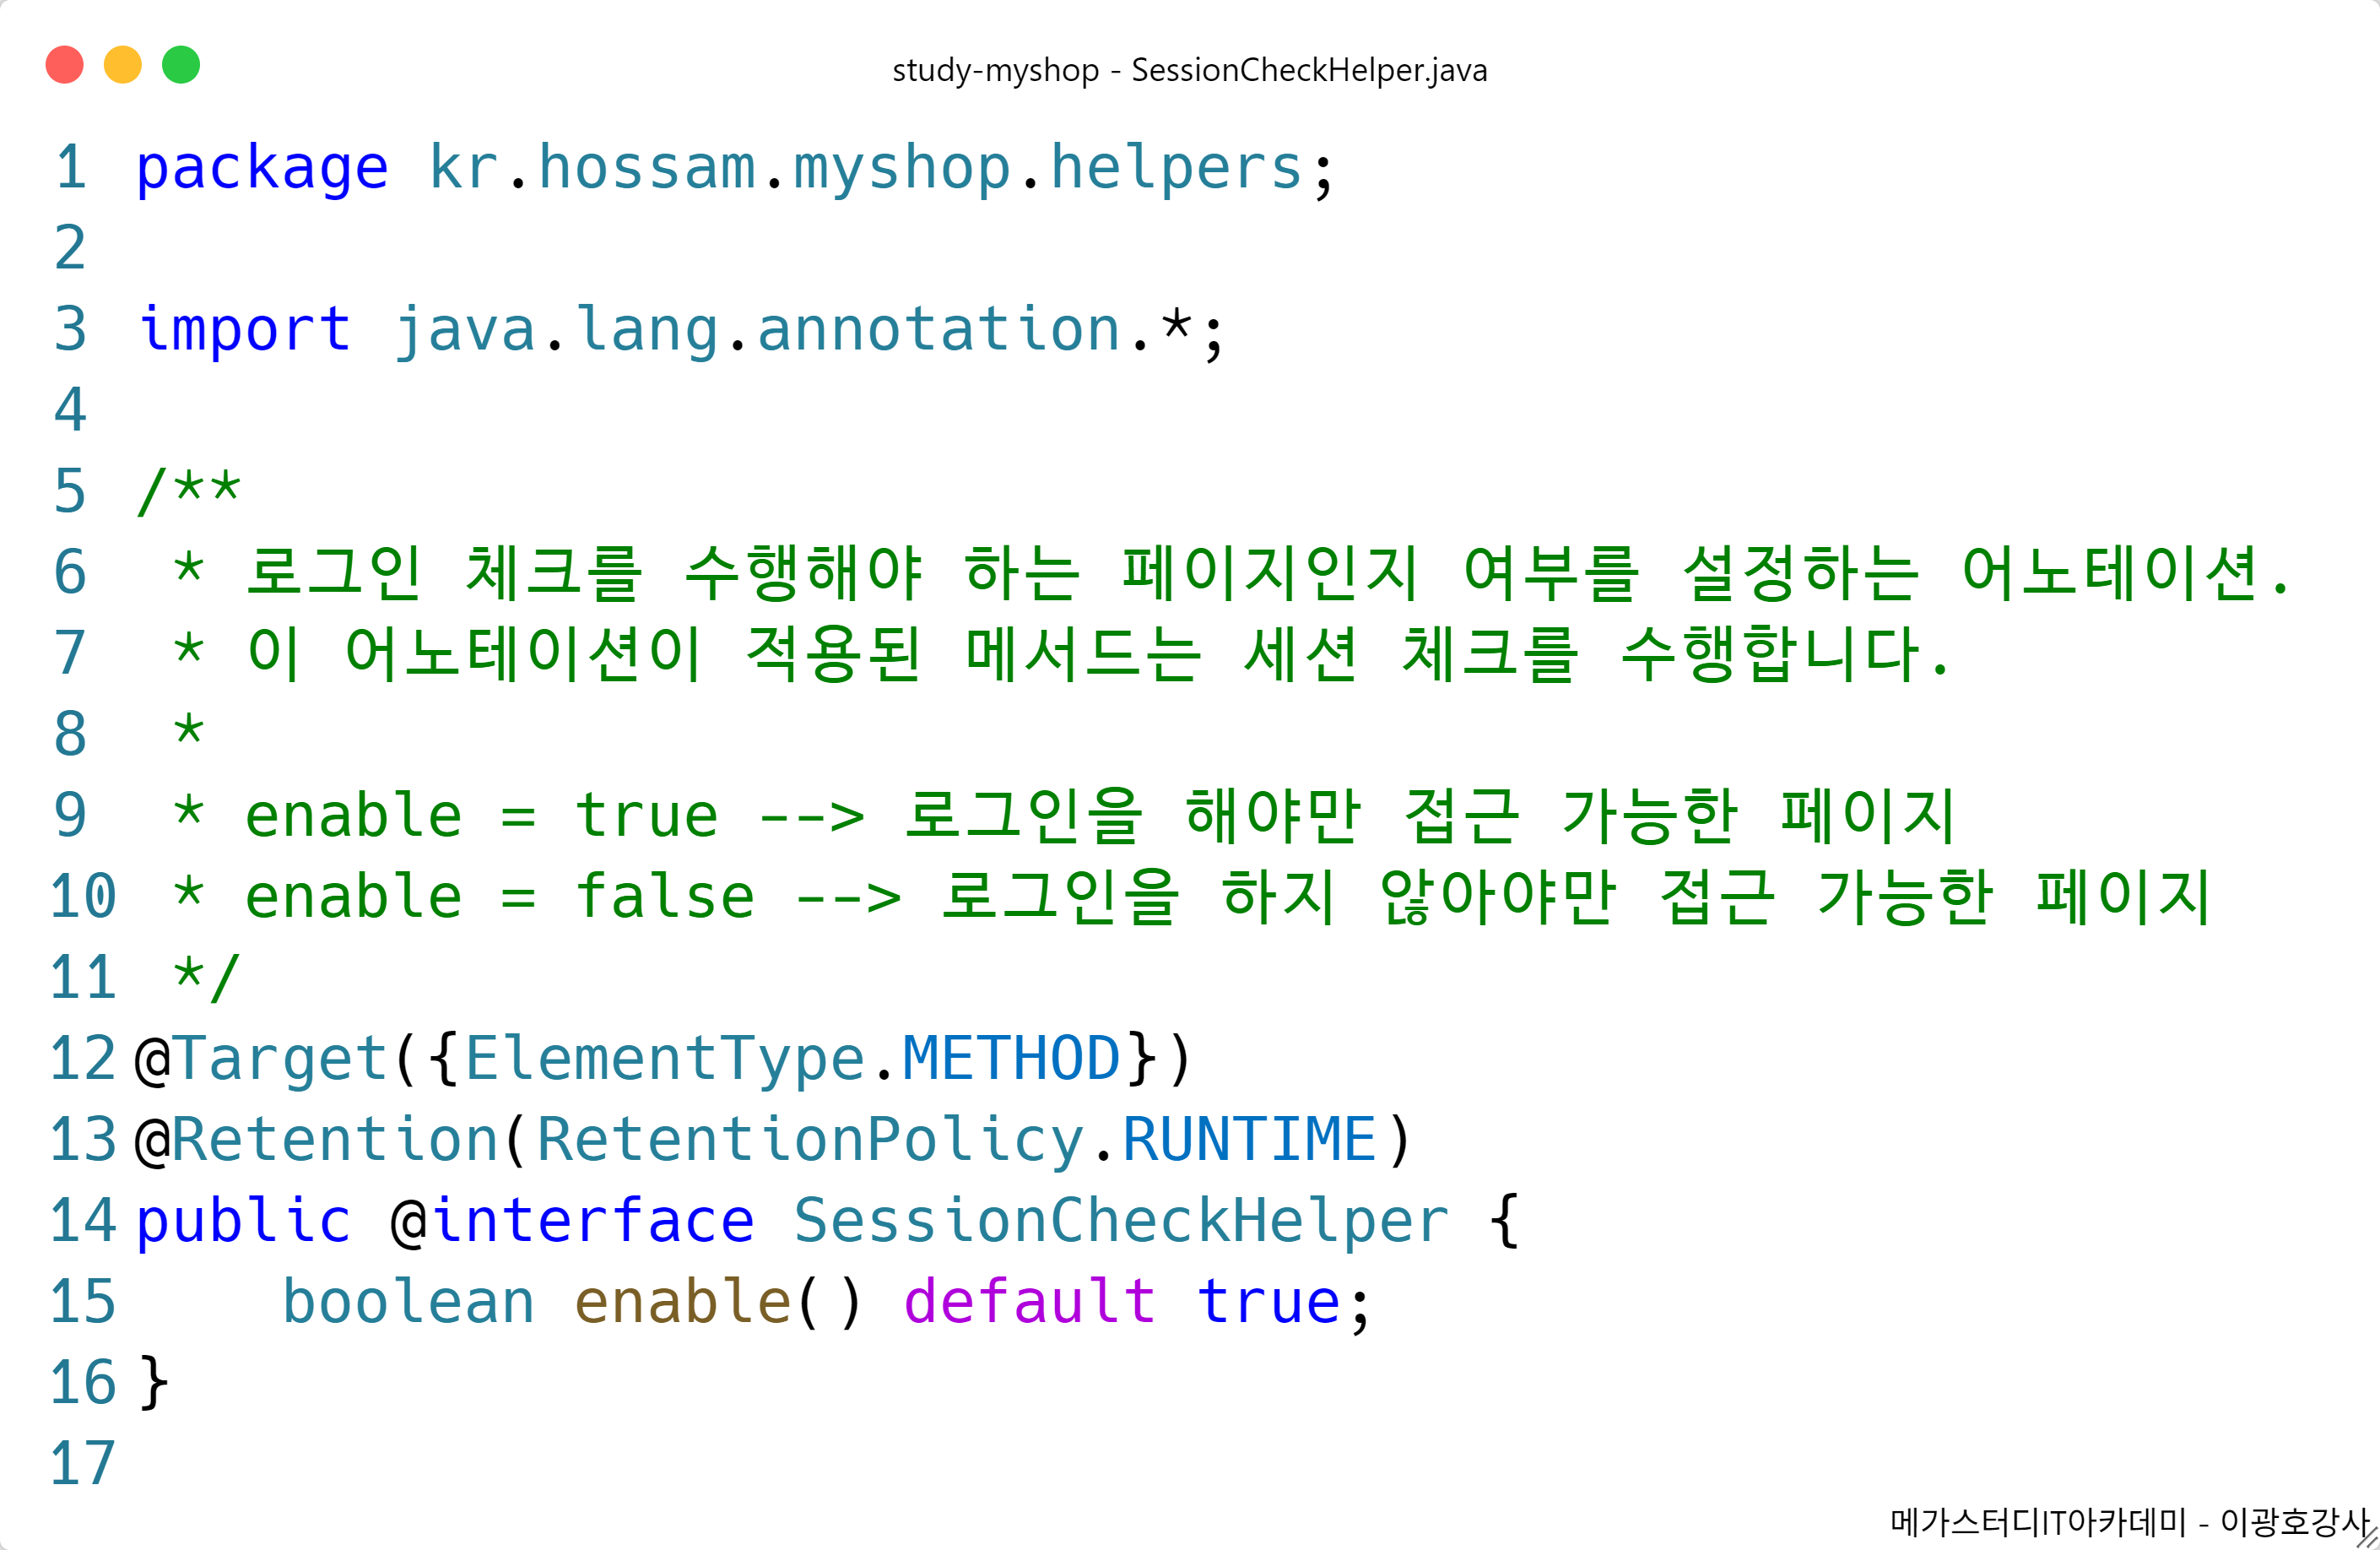 study-myshop - SessionCheckHelper.java
1 package kr.hossam.myshop.helpers;
2
3 import java.lang.annotation.*;
4
5 /**
6  * 로그인 체크를 수행해야 하는 페이지인지 여부를 설정하는 어노테이션.
7  * 이 어노테이션이 적용된 메서드는 세션 체크를 수행합니다.
8  *
9  * enable = true --> 로그인을 해야만 접근 가능한 페이지
10  * enable = false --> 로그인을 하지 않아야만 접근 가능한 페이지
11  */
12 @Target({ElementType.METHOD})
13 @Retention(RetentionPolicy.RUNTIME)
14 public @interface SessionCheckHelper {
15     boolean enable() default true;
16 }
17
메가스터디IT아카데미 - 이광호강사